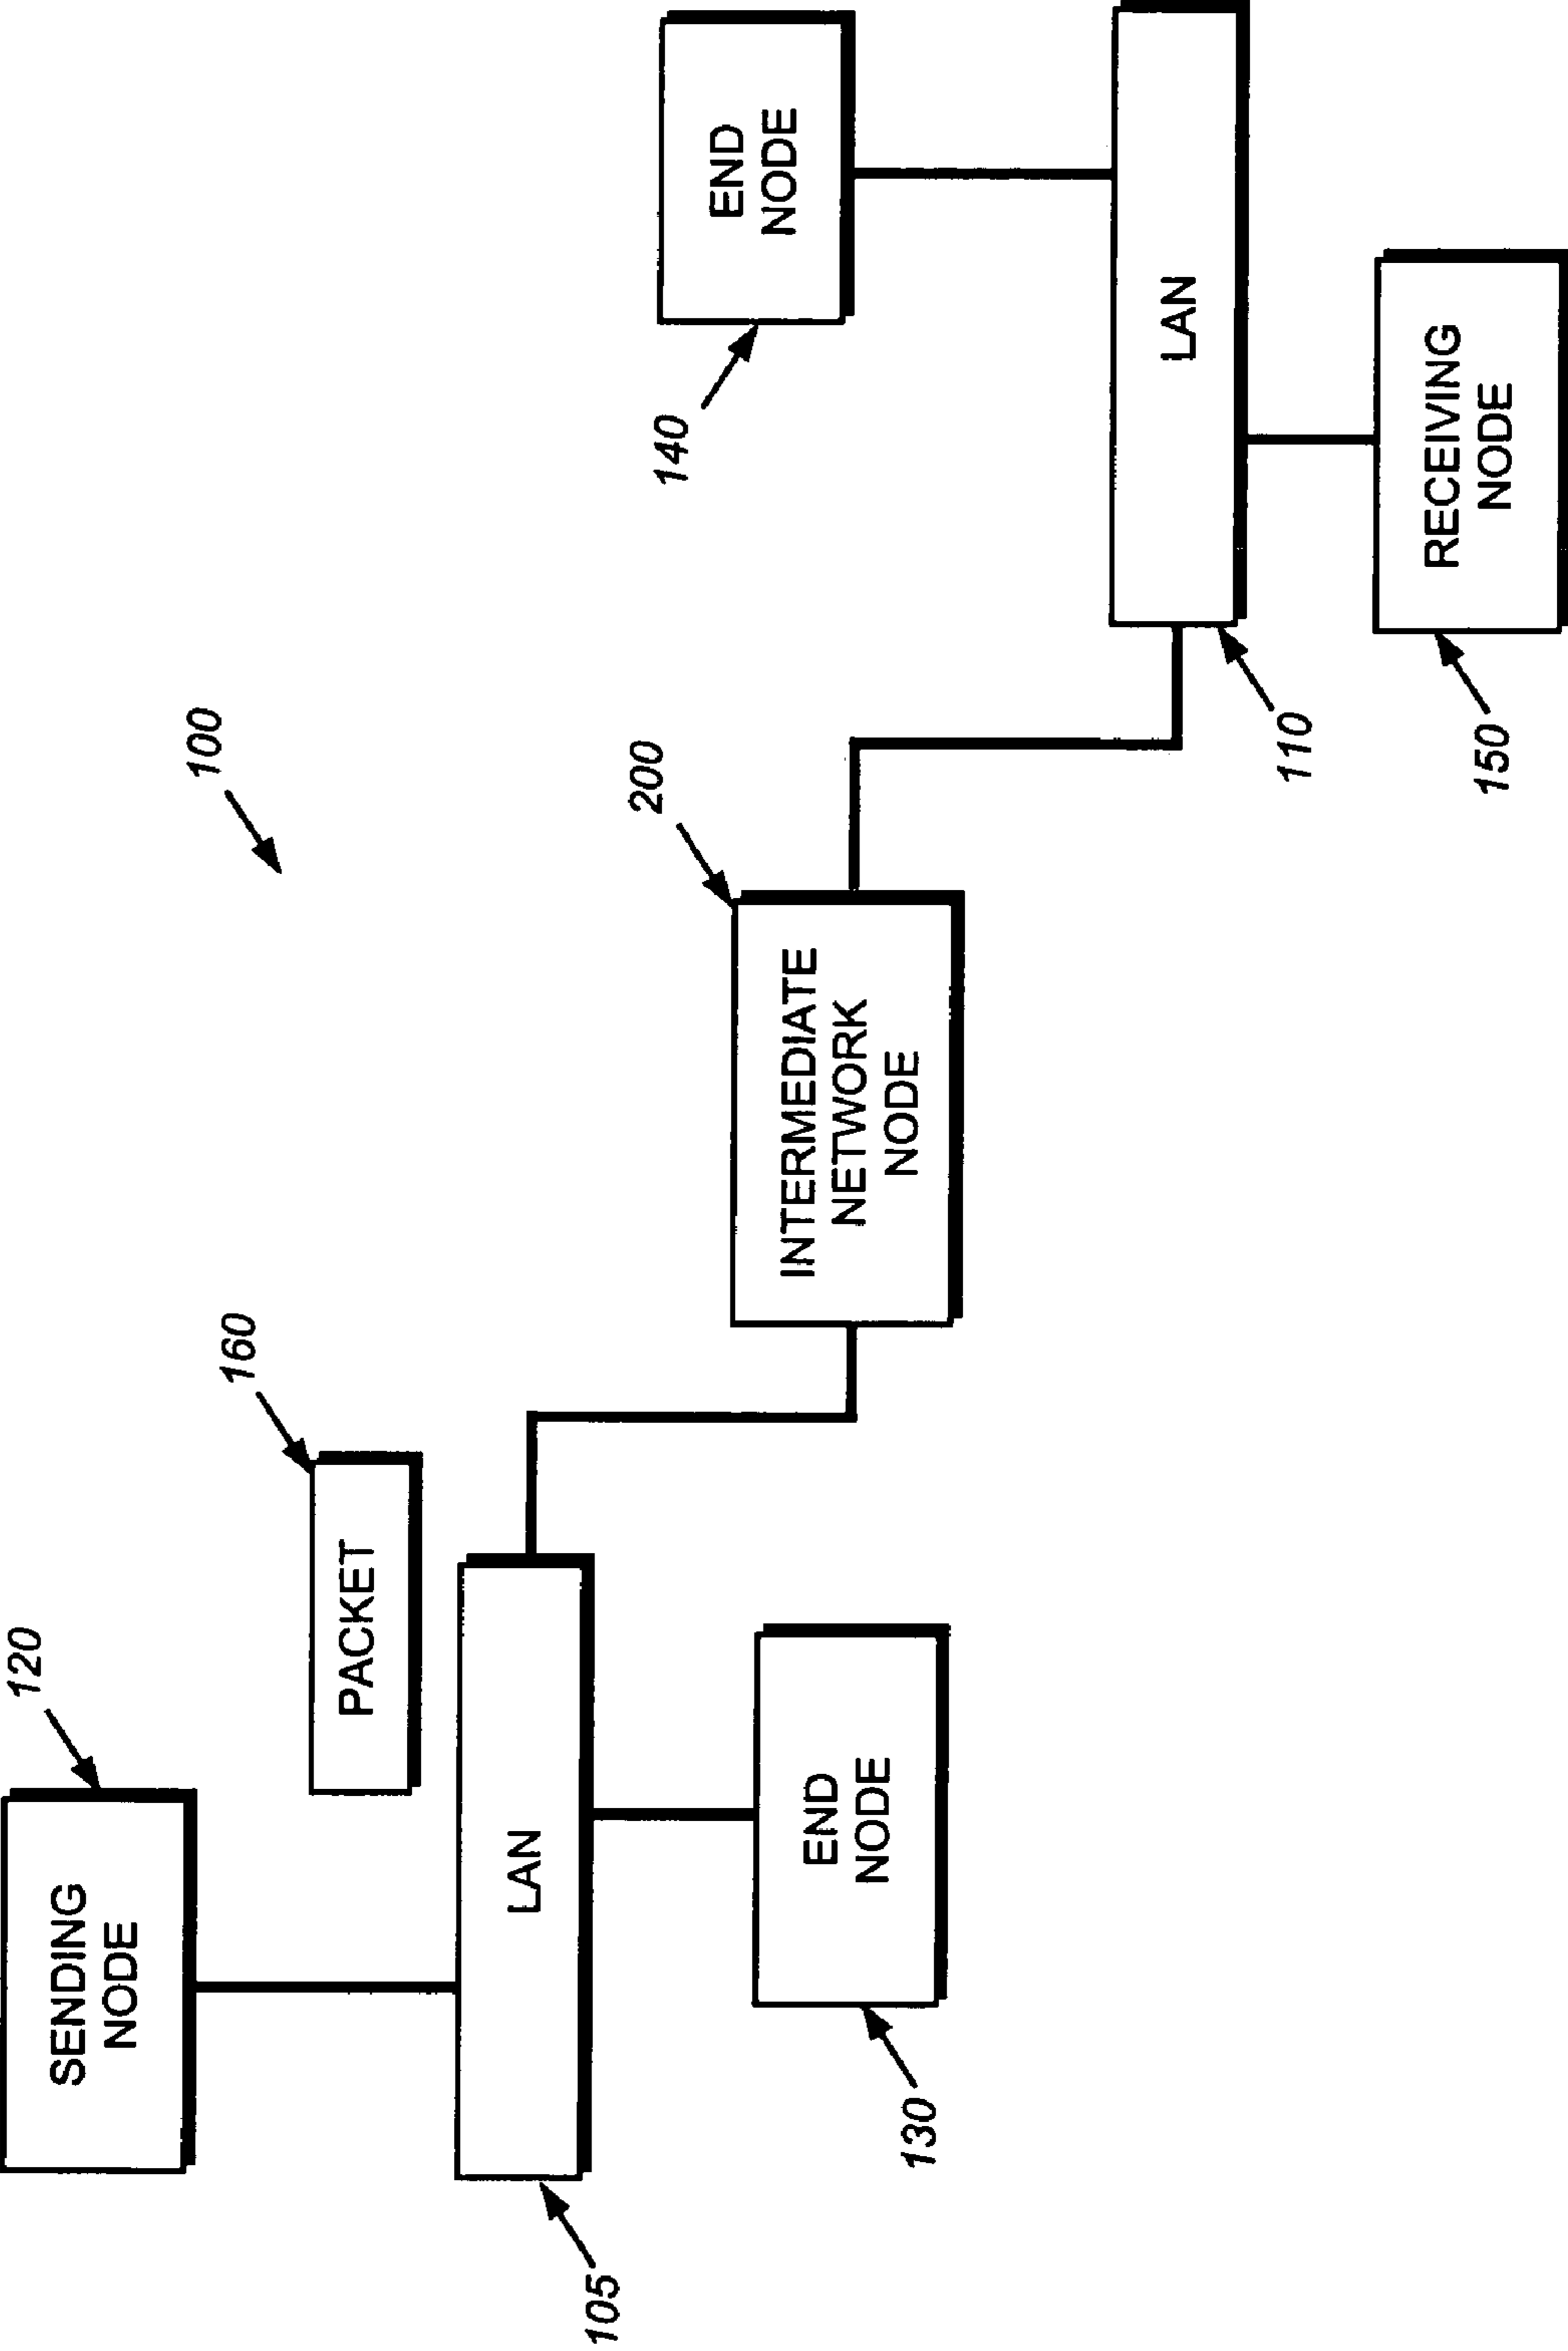 100
120
SENDING
NODE
160
PACKET
LAN
105
END
NODE
130
200
INTERMEDIATE
NETWORK
NODE
140
END
NODE
LAN
110
RECEIVING
NODE
150